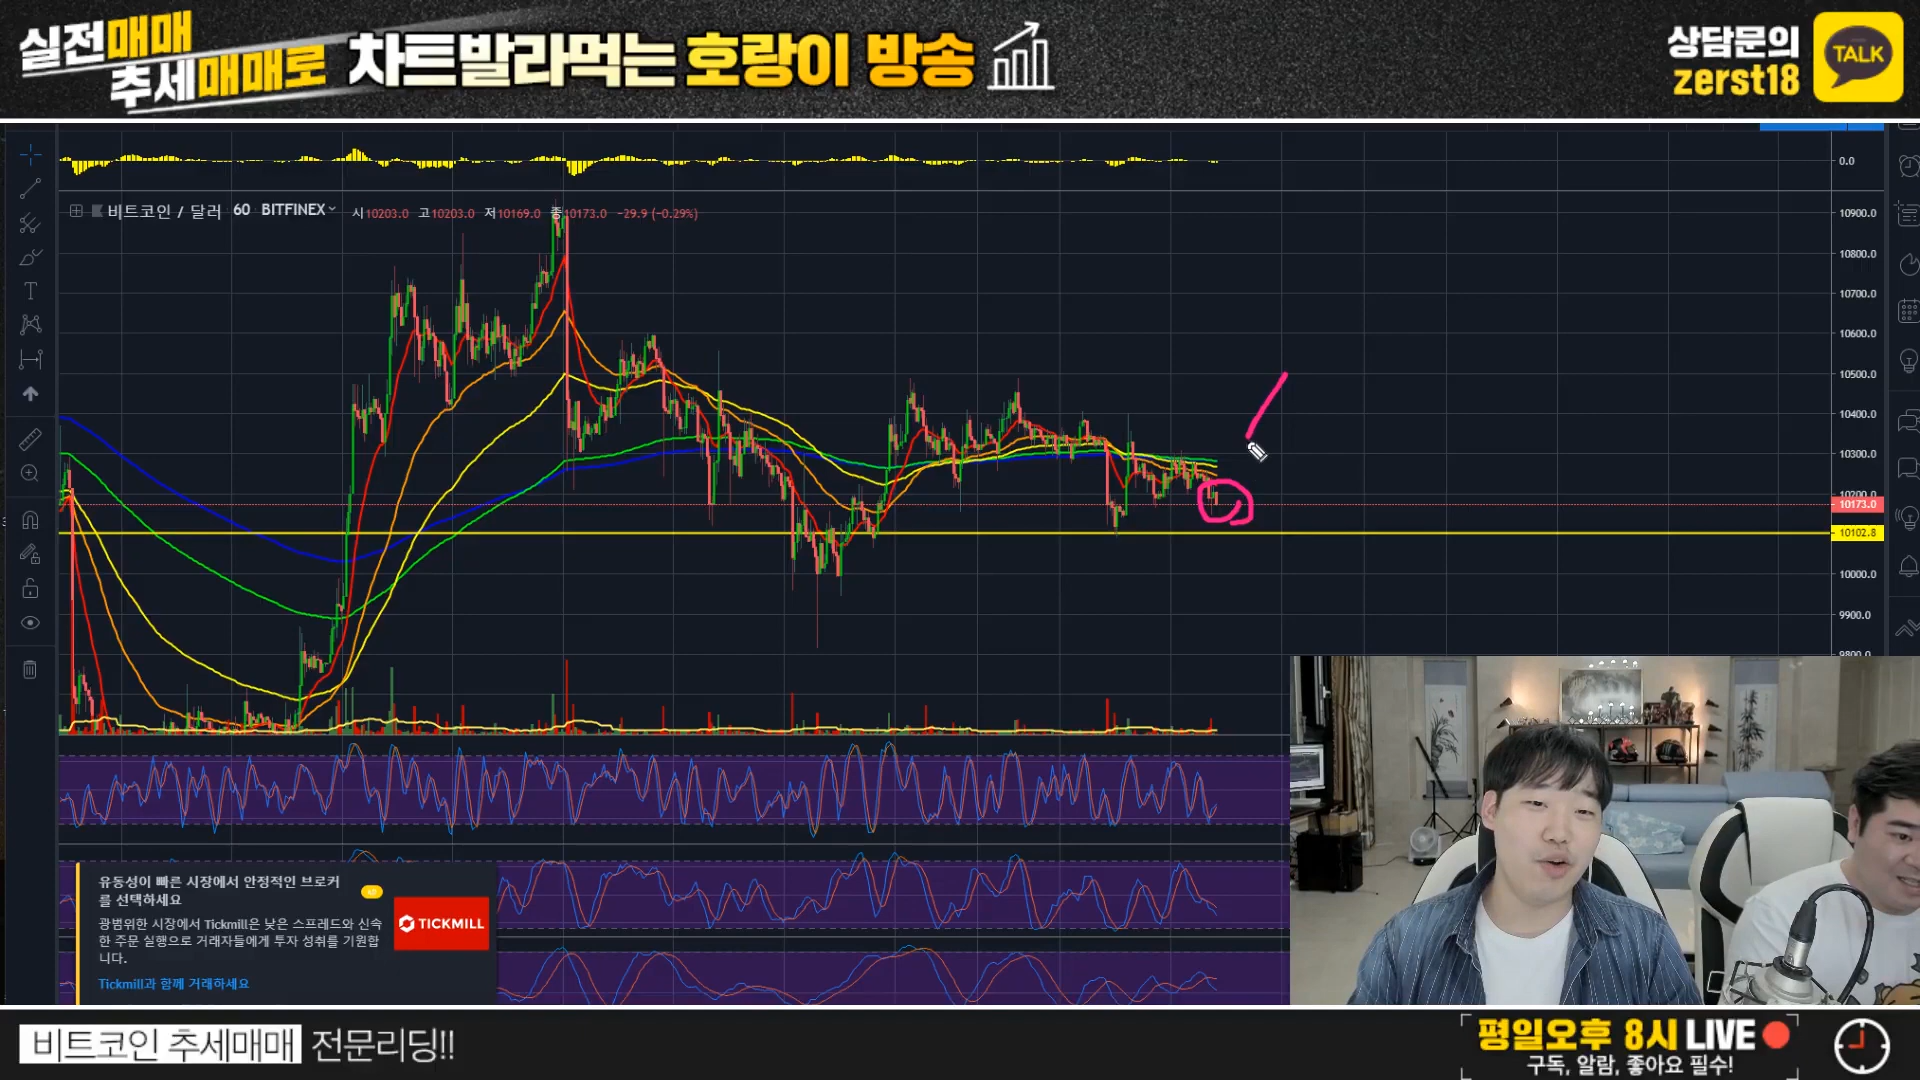 실전매매
추세매매로
차트발라먹는 호랑이 방송
상담문의
zerst18
TALK
0.0
비트코인 / 달러 60 BITFINEX 시10203.0 고10203.0 저10169.0 종10173.0 -29.9 (-0.29%)
10900.0
10800.0
10700.0
10600.0
10500.0
10400.0
10300.0
10200.0
10173.0
10102.8
10000.0
9900.0
9800.0
유동성이 빠른 시장에서 안정적인 브로커
를 선택하세요
AD
광범위한 시장에서 Tickmill은 낮은 스프레드와 신속
한 주문 실행으로 거래자들에게 투자 성취를 기원합
니다.
TICKMILL
Tickmill과 함께 거래하세요
비트코인 추세매매 전문리딩!!
평일오후 8시 LIVE
구독, 알람, 좋아요 필수!